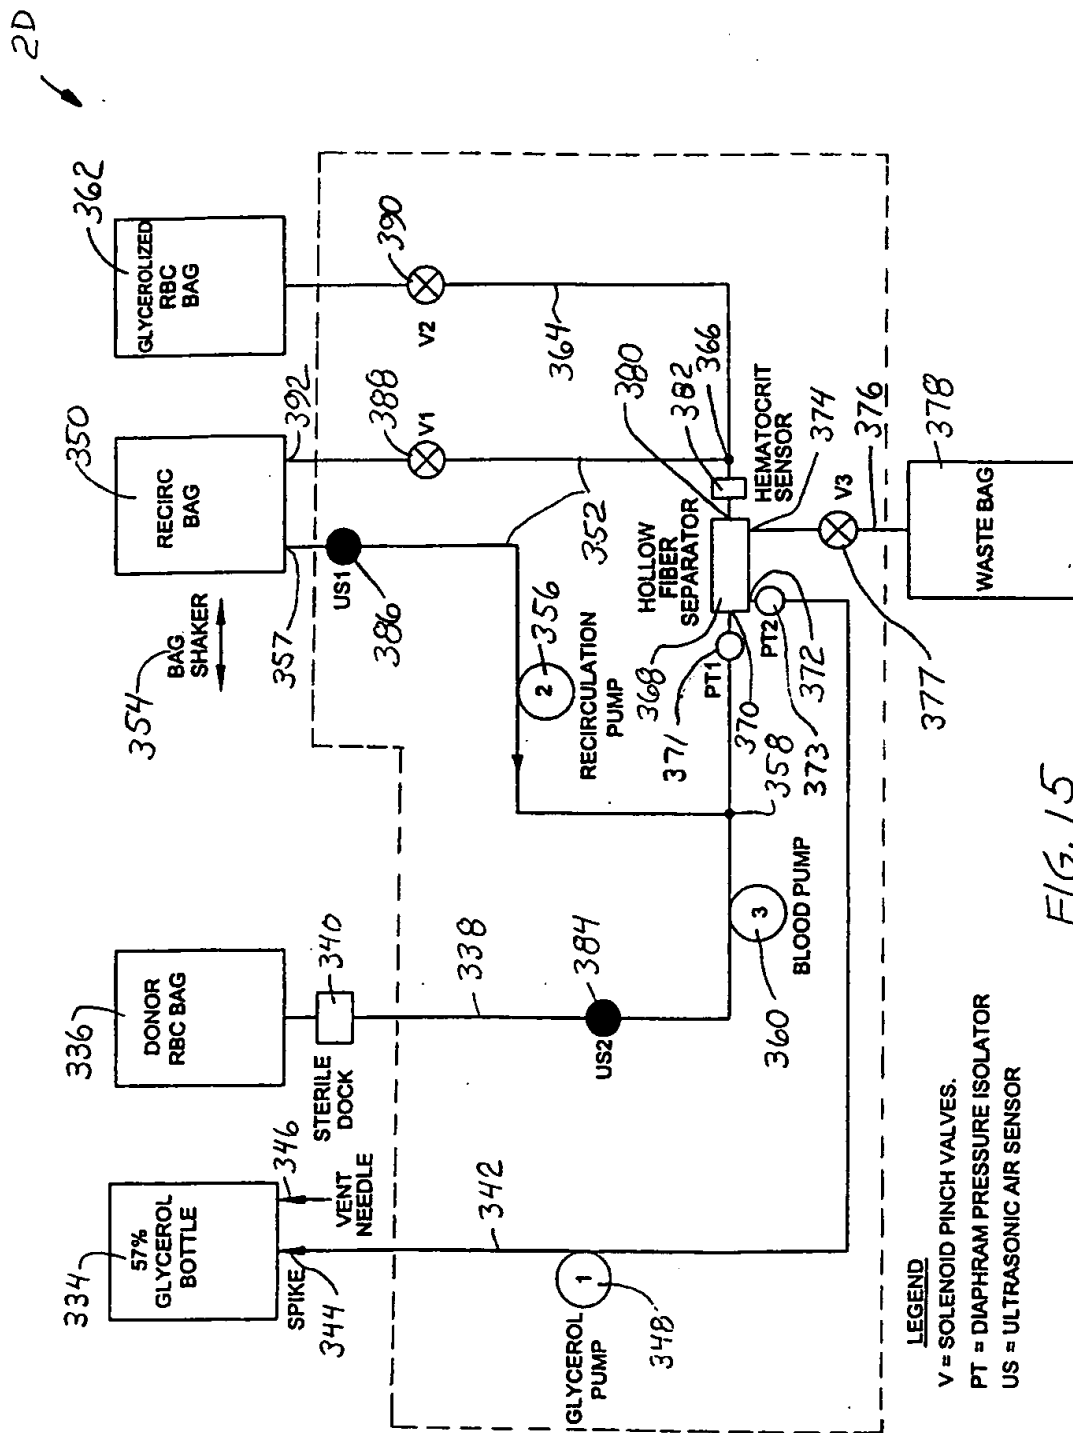 2D
362
GLYCEROLIZED
RBC
BAG
350
RECIRC
BAG
392
390
V2
388
V1
364
354
BAG
SHAKER
357
US1
386
352
380
382
366
HEMATOCRIT
SENSOR
374
376
378
WASTE BAG
V3
377
HOLLOW
FIBER
SEPARATOR
368
2
356
RECIRCULATION
PUMP
371
PT1
370
PT2
372
373
358
336
DONOR
RBC BAG
340
STERILE
DOCK
338
384
US2
3
BLOOD PUMP
360
334
57%
GLYCEROL
BOTTLE
346
VENT
NEEDLE
SPIKE
344
342
1
GLYCEROL
PUMP
348
LEGEND
V = SOLENOID PINCH VALVES.
PT = DIAPHRAM PRESSURE ISOLATOR
US = ULTRASONIC AIR SENSOR
FIG. 15